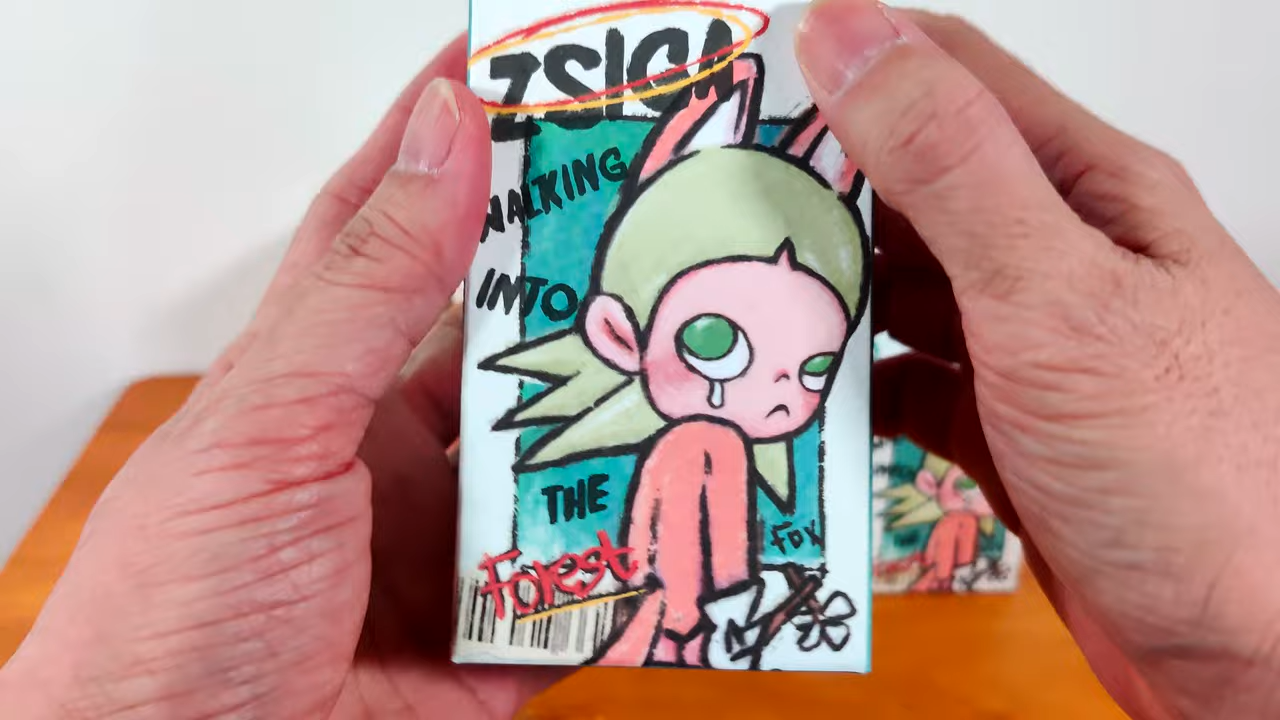 ZSIGA
WALKING
INTO
THE
FOX
Forest